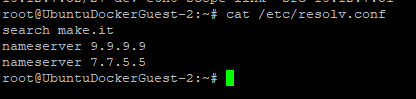 root@UbuntuDockerGuest-2:~# cat /etc/resolv.conf
search make.it
nameserver 9.9.9.9
nameserver 7.7.5.5
root@UbuntuDockerGuest-2:~#